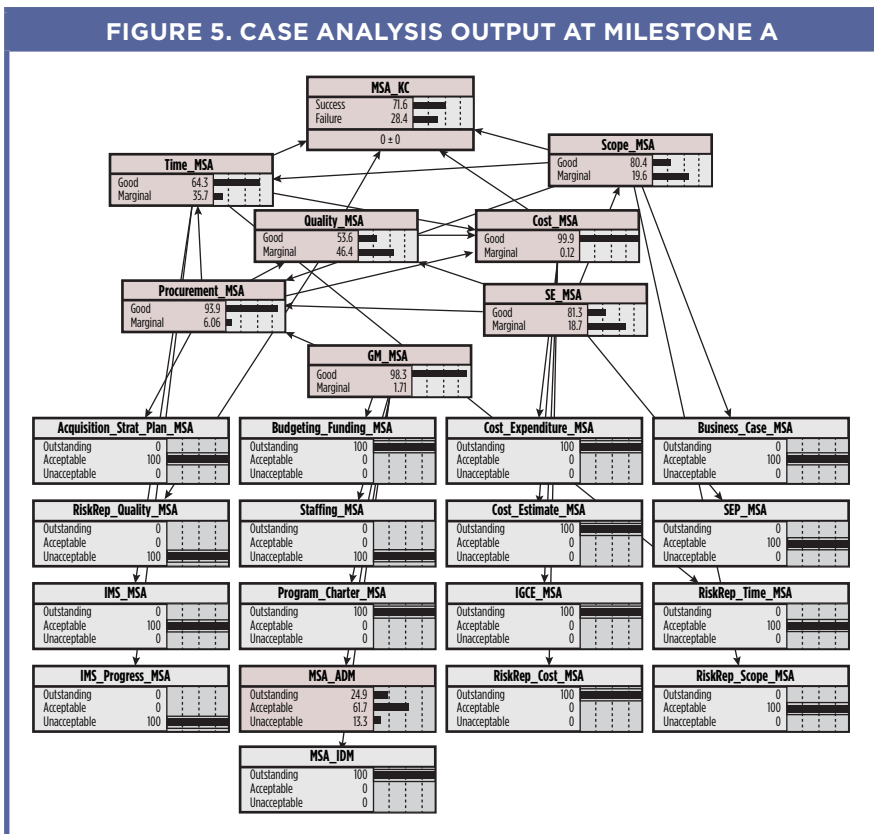 FIGURE 5. CASE ANALYSIS OUTPUT AT MILESTONE A
MSA_KC
Success 71.6
Failure 28.4
0 ± 0
Scope_MSA
Good 80.4
Marginal 19.6
Time_MSA
Good 64.3
Marginal 35.7
Quality_MSA
Good 53.6
Marginal 46.4
Cost_MSA
Good 99.9
Marginal 0.12
Procurement_MSA
Good 93.9
Marginal 6.06
SE_MSA
Good 81.3
Marginal 18.7
GM_MSA
Good 98.3
Marginal 1.71
Acquisition_Strat_Plan_MSA
Outstanding 0
Acceptable 100
Unacceptable 0
Budgeting_Funding_MSA
Outstanding 100
Acceptable 0
Unacceptable 0
Cost_Expenditure_MSA
Outstanding 100
Acceptable 0
Unacceptable 0
Business_Case_MSA
Outstanding 0
Acceptable 100
Unacceptable 0
RiskRep_Quality_MSA
Outstanding 0
Acceptable 0
Unacceptable 100
Staffing_MSA
Outstanding 0
Acceptable 0
Unacceptable 100
Cost_Estimate_MSA
Outstanding 100
Acceptable 0
Unacceptable 0
SEP_MSA
Outstanding 0
Acceptable 100
Unacceptable 0
IMS_MSA
Outstanding 0
Acceptable 100
Unacceptable 0
Program_Charter_MSA
Outstanding 100
Acceptable 0
Unacceptable 0
IGCE_MSA
Outstanding 100
Acceptable 0
Unacceptable 0
RiskRep_Time_MSA
Outstanding 0
Acceptable 100
Unacceptable 0
IMS_Progress_MSA
Outstanding 0
Acceptable 0
Unacceptable 100
MSA_ADM
Outstanding 24.9
Acceptable 61.7
Unacceptable 13.3
RiskRep_Cost_MSA
Outstanding 100
Acceptable 0
Unacceptable 0
RiskRep_Scope_MSA
Outstanding 0
Acceptable 100
Unacceptable 0
MSA_IDM
Outstanding 100
Acceptable 0
Unacceptable 0